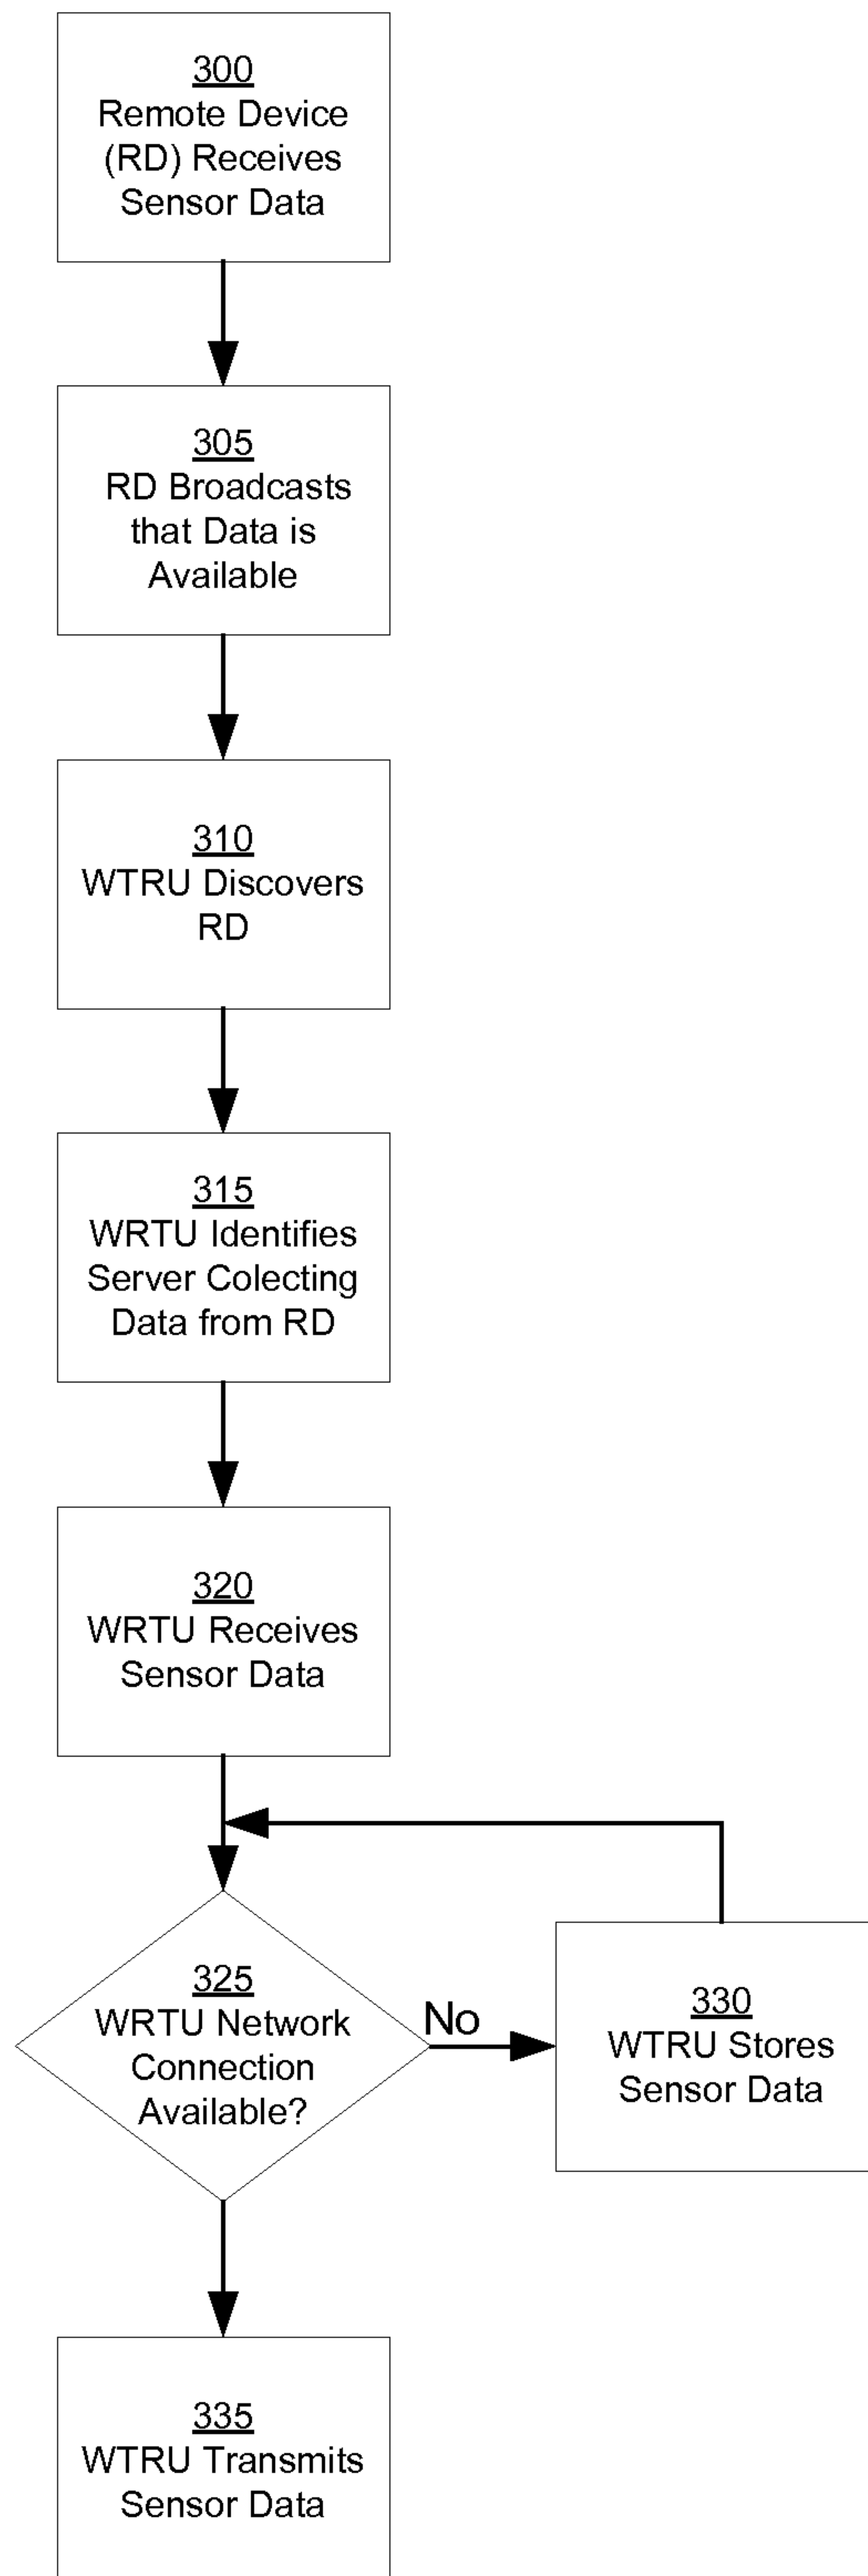 300
Remote Device
(RD) Receives
Sensor Data
305
RD Broadcasts
that Data is
Available
310
WTRU Discovers
RD
315
WRTU Identifies
Server Colecting
Data from RD
320
WRTU Receives
Sensor Data
325
WRTU Network
Connection
Available?
No
330
WTRU Stores
Sensor Data
335
WTRU Transmits
Sensor Data